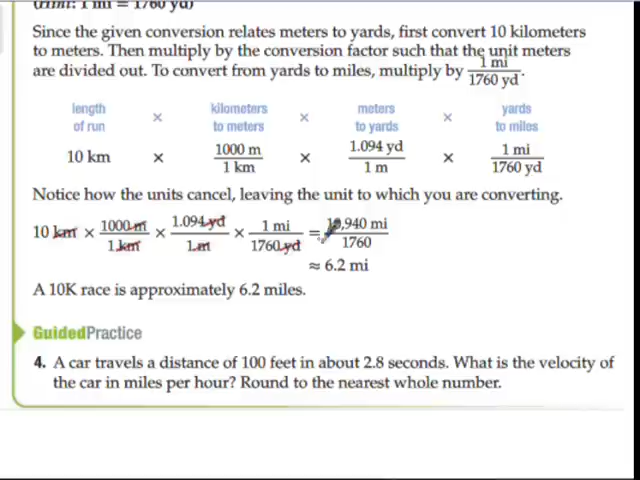 (Hint: 1 mi = 1760 yd)
Since the given conversion relates meters to yards, first convert 10 kilometers
to meters. Then multiply by the conversion factor such that the unit meters
are divided out. To convert from yards to miles, multiply by 1 mi / 1760 yd.
length of run × kilometers to meters × meters to yards × yards to miles
10 km × 1000 m / 1 km × 1.094 yd / 1 m × 1 mi / 1760 yd
Notice how the units cancel, leaving the unit to which you are converting.
10 km × 1000 m / 1 km × 1.094 yd / 1 m × 1 mi / 1760 yd = 10,940 mi / 1760
≈ 6.2 mi
A 10K race is approximately 6.2 miles.
GuidedPractice
4. A car travels a distance of 100 feet in about 2.8 seconds. What is the velocity of
the car in miles per hour? Round to the nearest whole number.